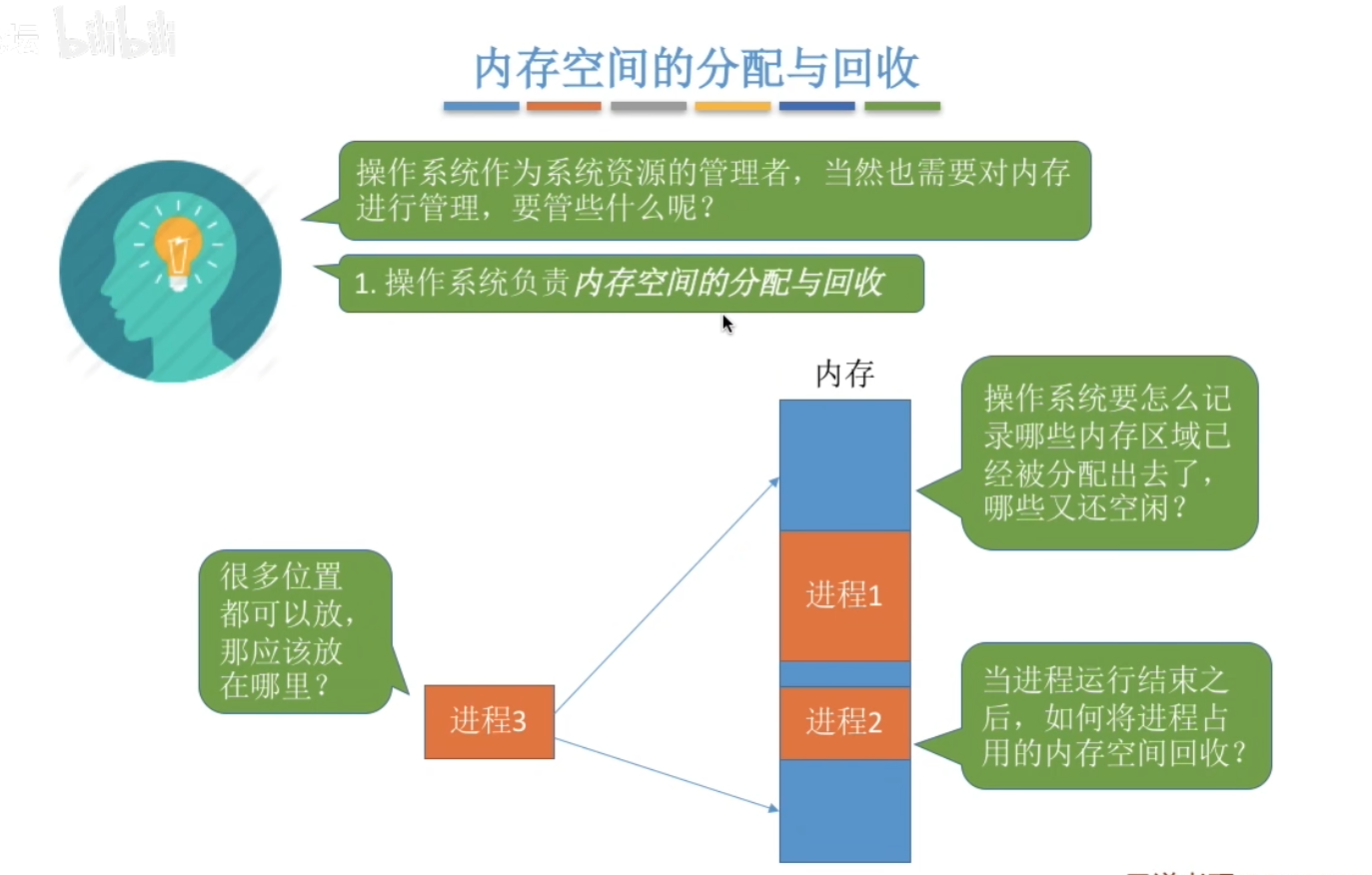 坛 bilibili
内存空间的分配与回收
操作系统作为系统资源的管理者，当然也需要对内存
进行管理，要管些什么呢？
1. 操作系统负责内存空间的分配与回收
内存
操作系统要怎么记
录哪些内存区域已
经被分配出去了，
哪些又还空闲？
进程1
很多位置
都可以放，
那应该放
在哪里？
进程3
进程2
当进程运行结束之
后，如何将进程占
用的内存空间回收？